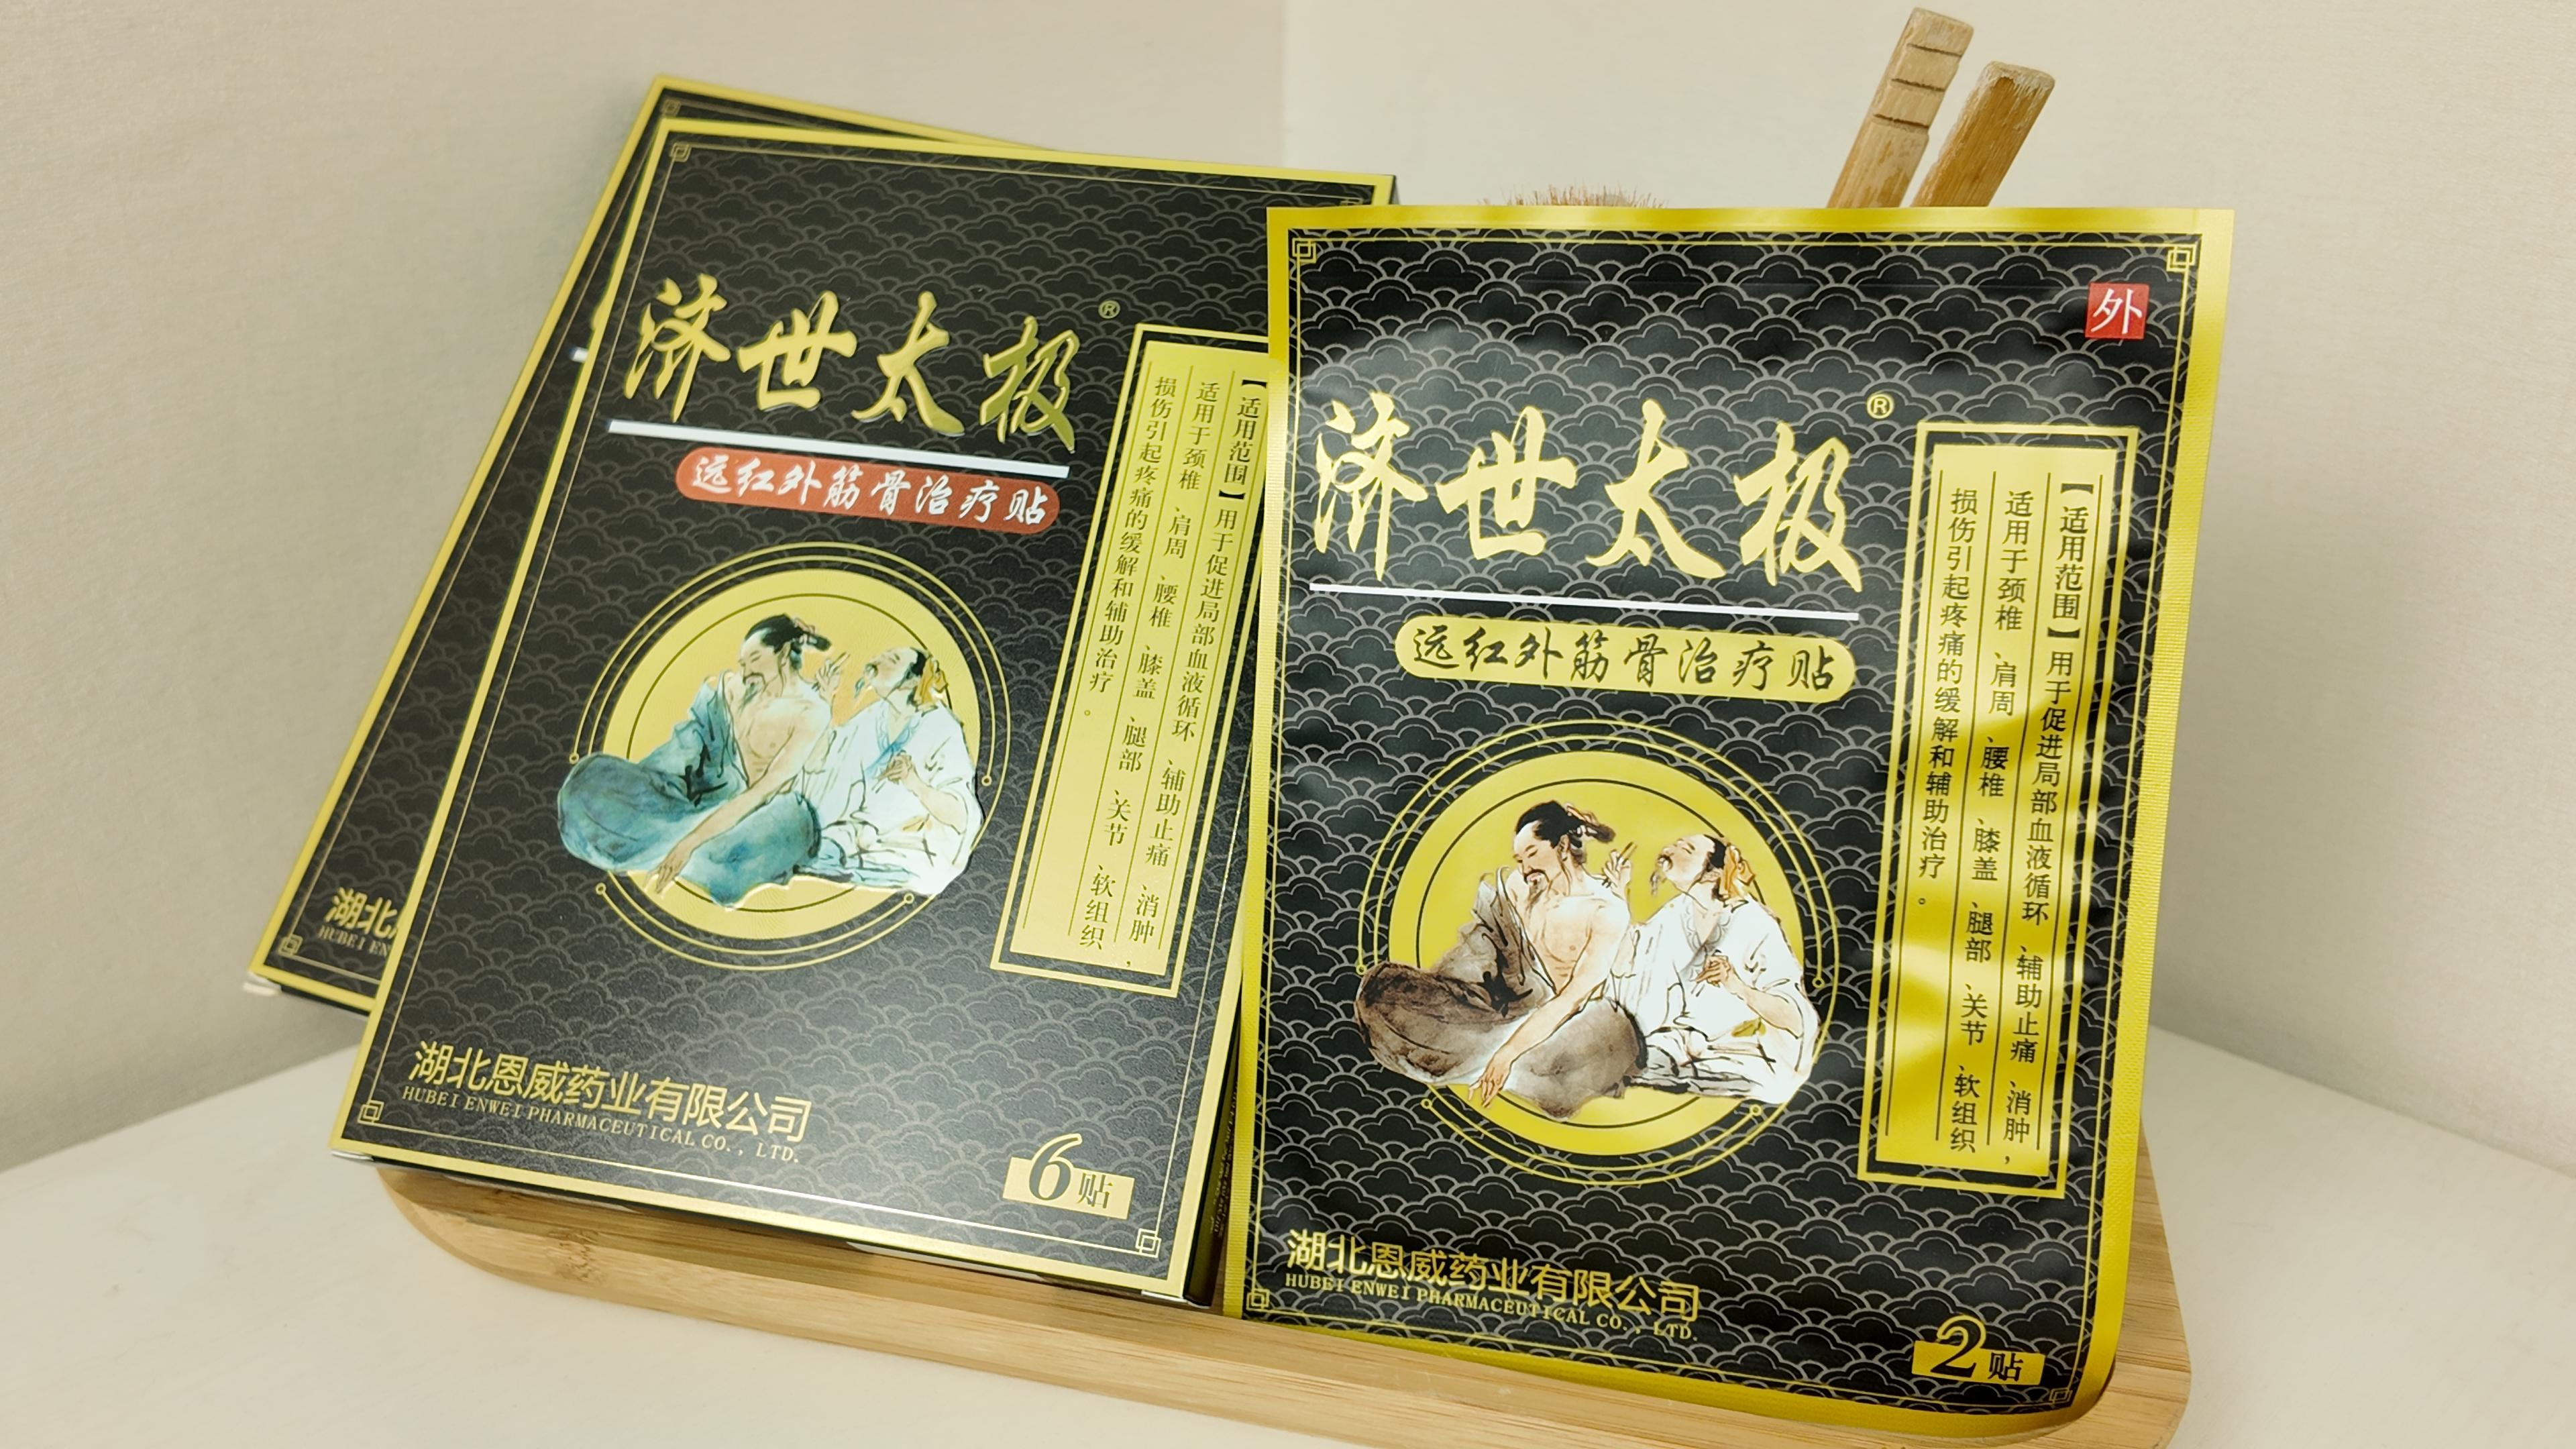 济世太极®
远红外筋骨治疗贴
【适用范围】用于促进局部血液循环、辅助止痛、消肿,
适用于颈椎、肩周、腰椎、膝盖、腿部、关节、软组织
损伤引起疼痛的缓解和辅助治疗。
湖北恩威药业有限公司
HUBEI ENWEI PHARMACEUTICAL CO., LTD.
6贴
湖北
HUBEI EN
外
济世太极®
远红外筋骨治疗贴
【适用范围】用于促进局部血液循环、辅助止痛、消肿,
适用于颈椎、肩周、腰椎、膝盖、腿部、关节、软组织
损伤引起疼痛的缓解和辅助治疗。
湖北恩威药业有限公司
HUBEI ENWEI PHARMACEUTICAL CO., LTD.
2贴